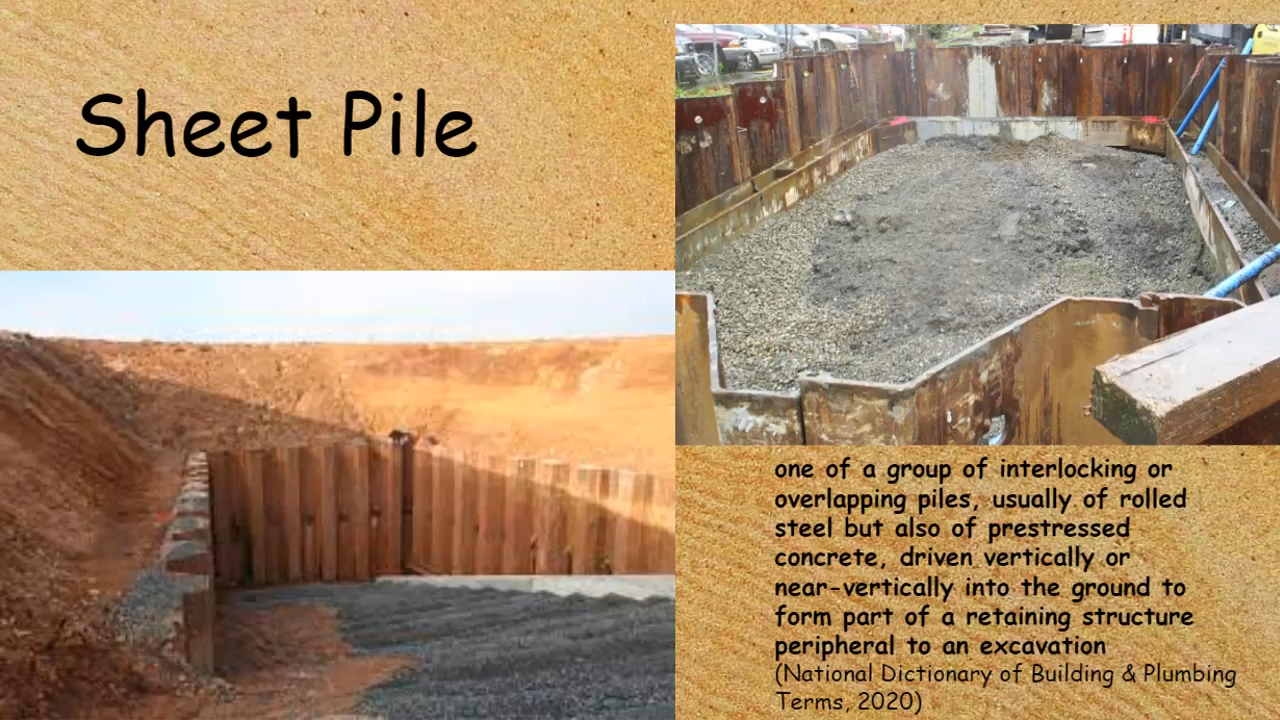 Sheet Pile
one of a group of interlocking or
overlapping piles, usually of rolled
steel but also of prestressed
concrete, driven vertically or
near-vertically into the ground to
form part of a retaining structure
peripheral to an excavation
(National Dictionary of Building & Plumbing
Terms, 2020)